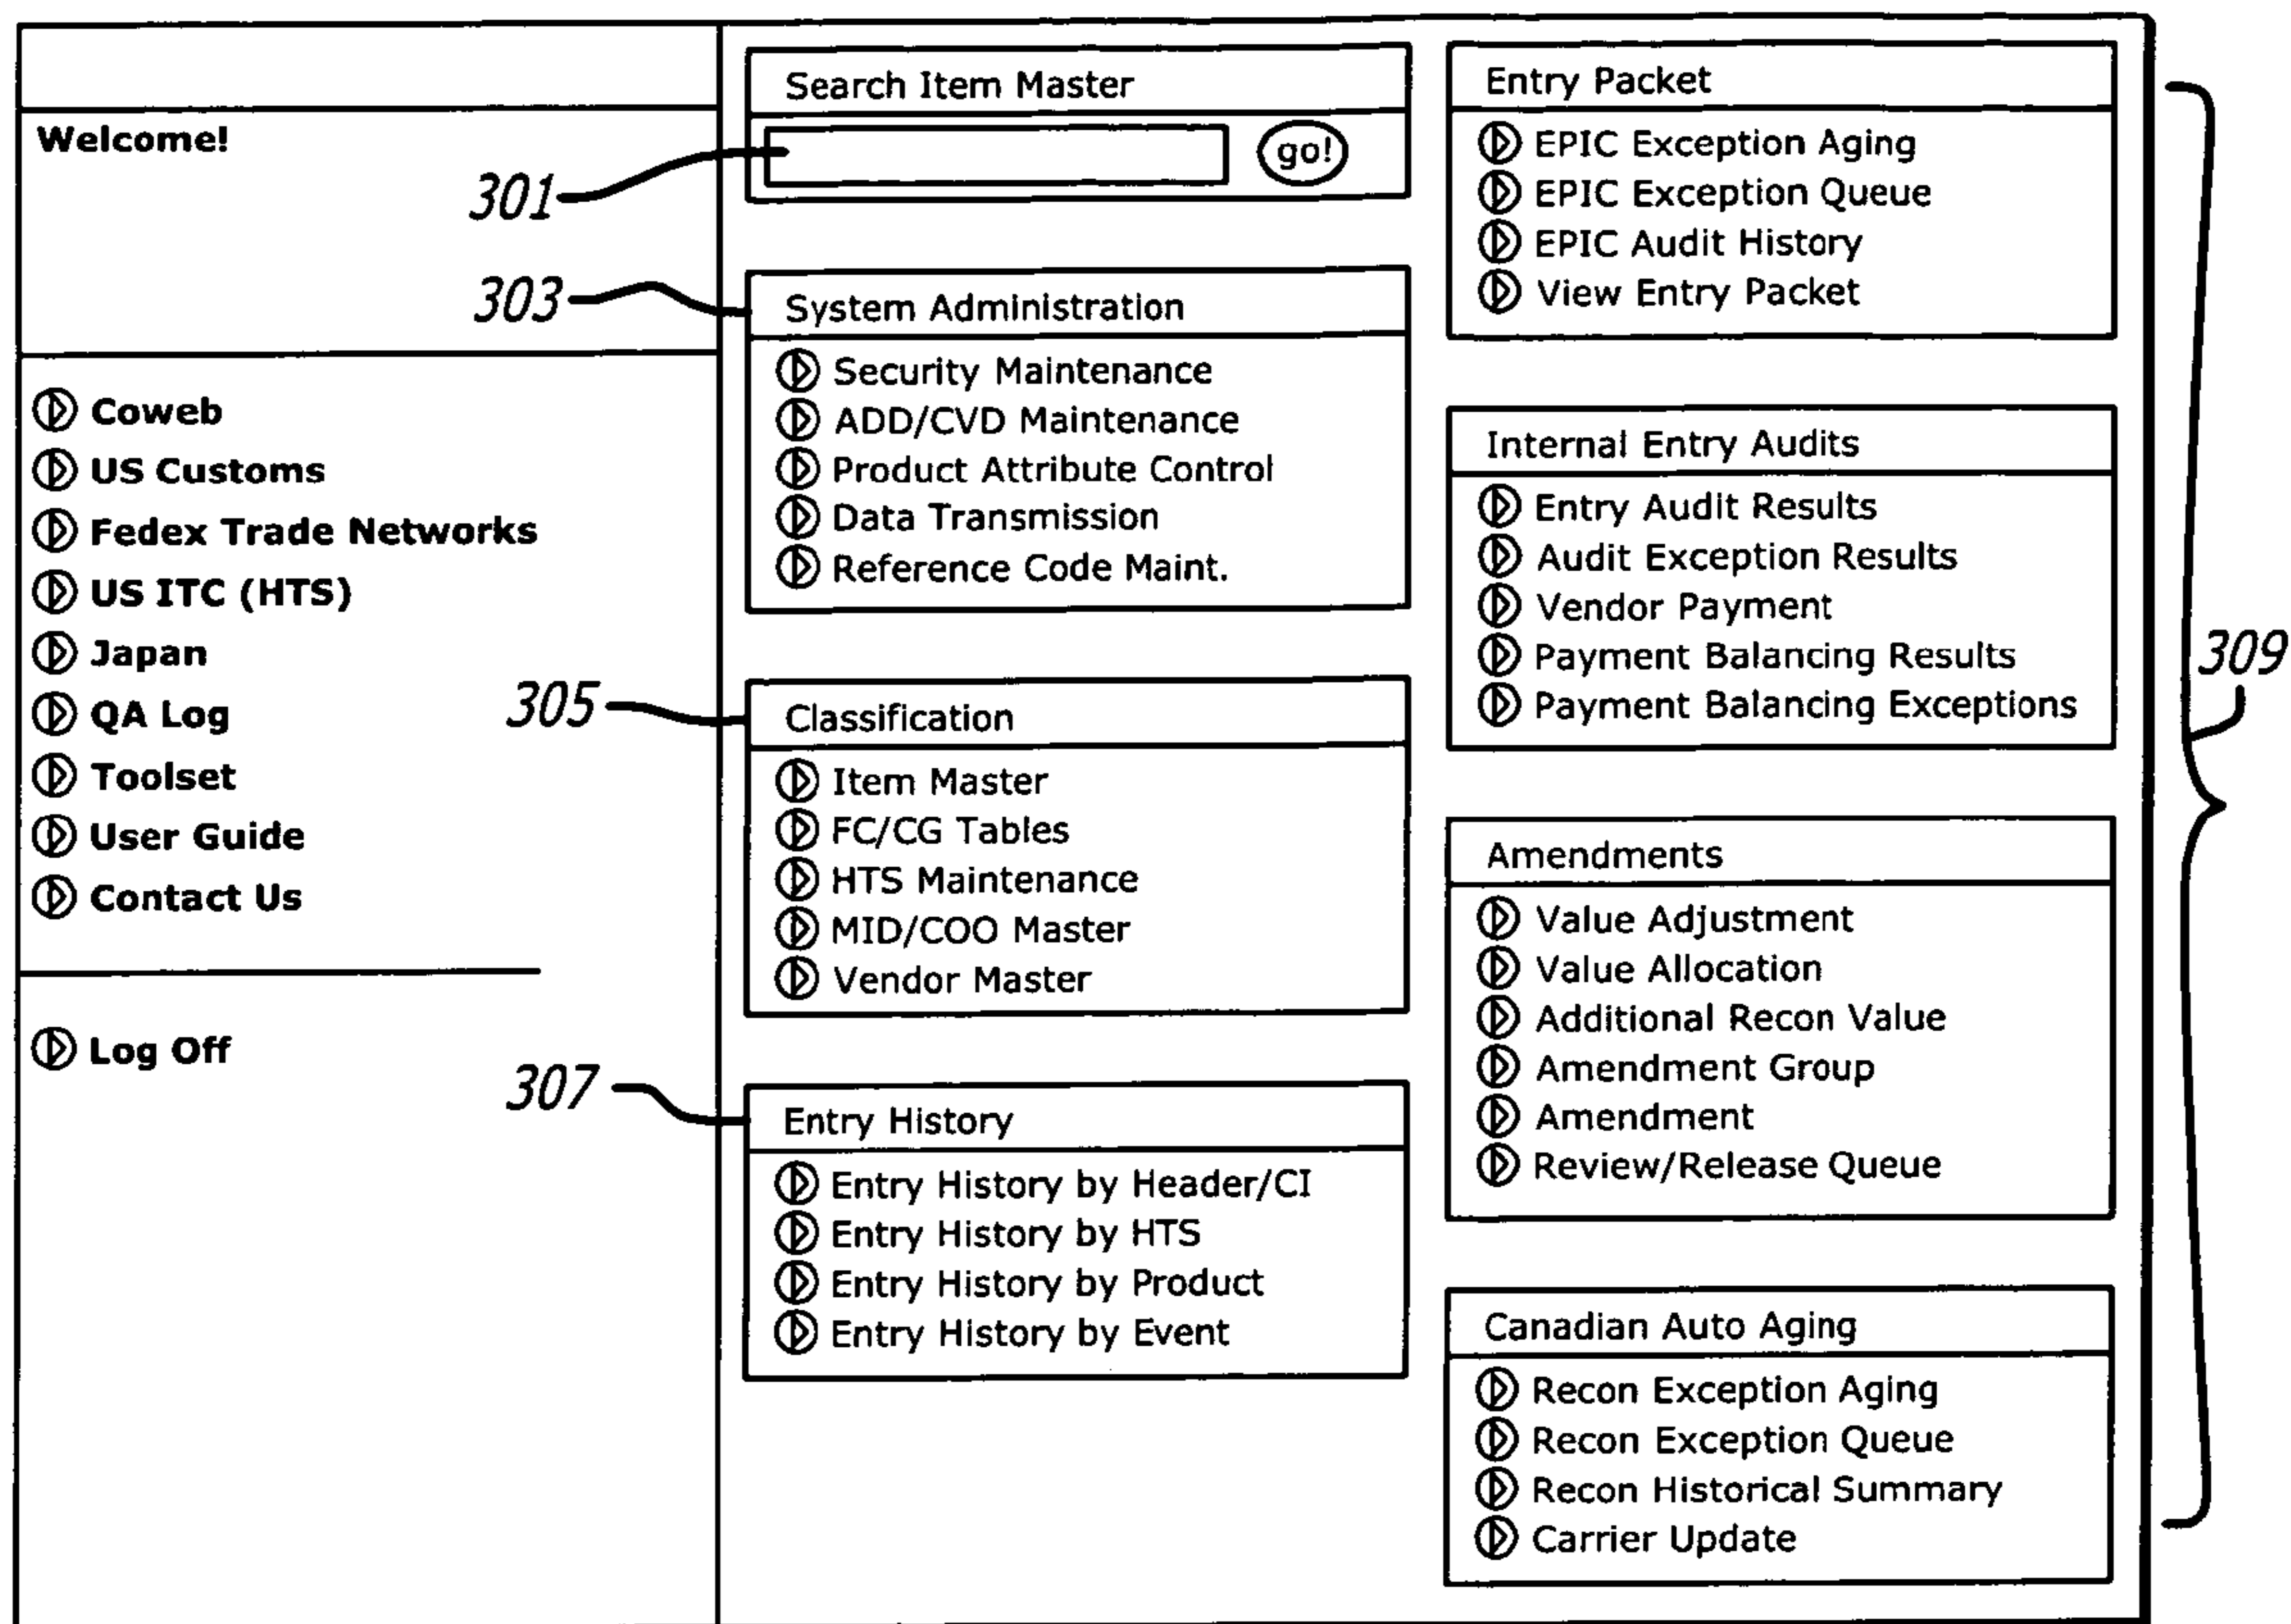 Welcome!
Coweb
US Customs
Fedex Trade Networks
US ITC (HTS)
Japan
QA Log
Toolset
User Guide
Contact Us
Log Off
301
Search Item Master
go!
303
System Administration
Security Maintenance
ADD/CVD Maintenance
Product Attribute Control
Data Transmission
Reference Code Maint.
305
Classification
Item Master
FC/CG Tables
HTS Maintenance
MID/COO Master
Vendor Master
307
Entry History
Entry History by Header/CI
Entry History by HTS
Entry History by Product
Entry History by Event
Entry Packet
EPIC Exception Aging
EPIC Exception Queue
EPIC Audit History
View Entry Packet
Internal Entry Audits
Entry Audit Results
Audit Exception Results
Vendor Payment
Payment Balancing Results
Payment Balancing Exceptions
Amendments
Value Adjustment
Value Allocation
Additional Recon Value
Amendment Group
Amendment
Review/Release Queue
Canadian Auto Aging
Recon Exception Aging
Recon Exception Queue
Recon Historical Summary
Carrier Update
309